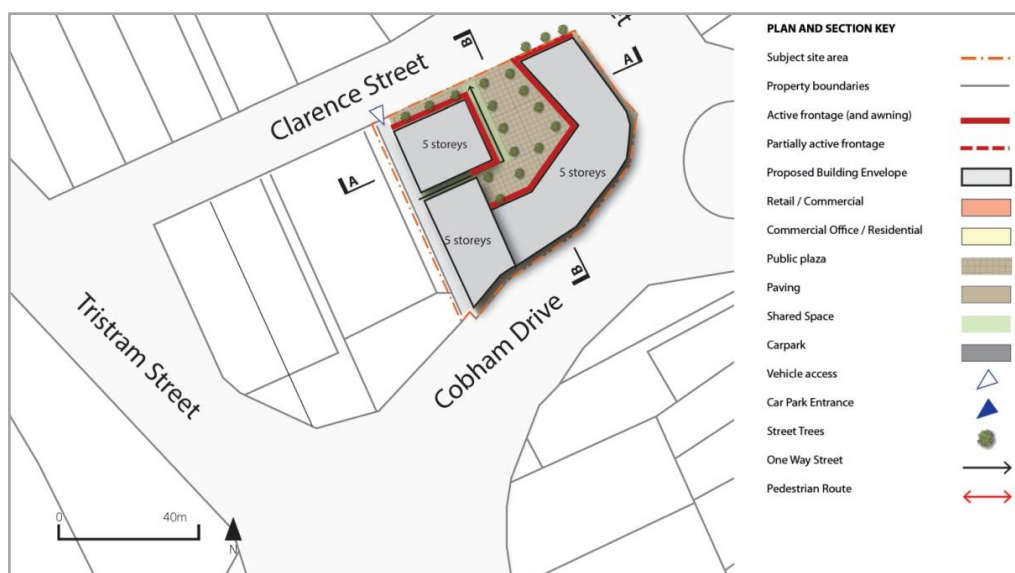 Clarence Street
B
A
A
5 storeys
5 storeys
5 storeys
B
Tristram Street
Cobham Drive
0 40m
N
PLAN AND SECTION KEY
Subject site area
Property boundaries
Active frontage (and awning)
Partially active frontage
Proposed Building Envelope
Retail / Commercial
Commercial Office / Residential
Public plaza
Paving
Shared Space
Carpark
Vehicle access
Car Park Entrance
Street Trees
One Way Street
Pedestrian Route